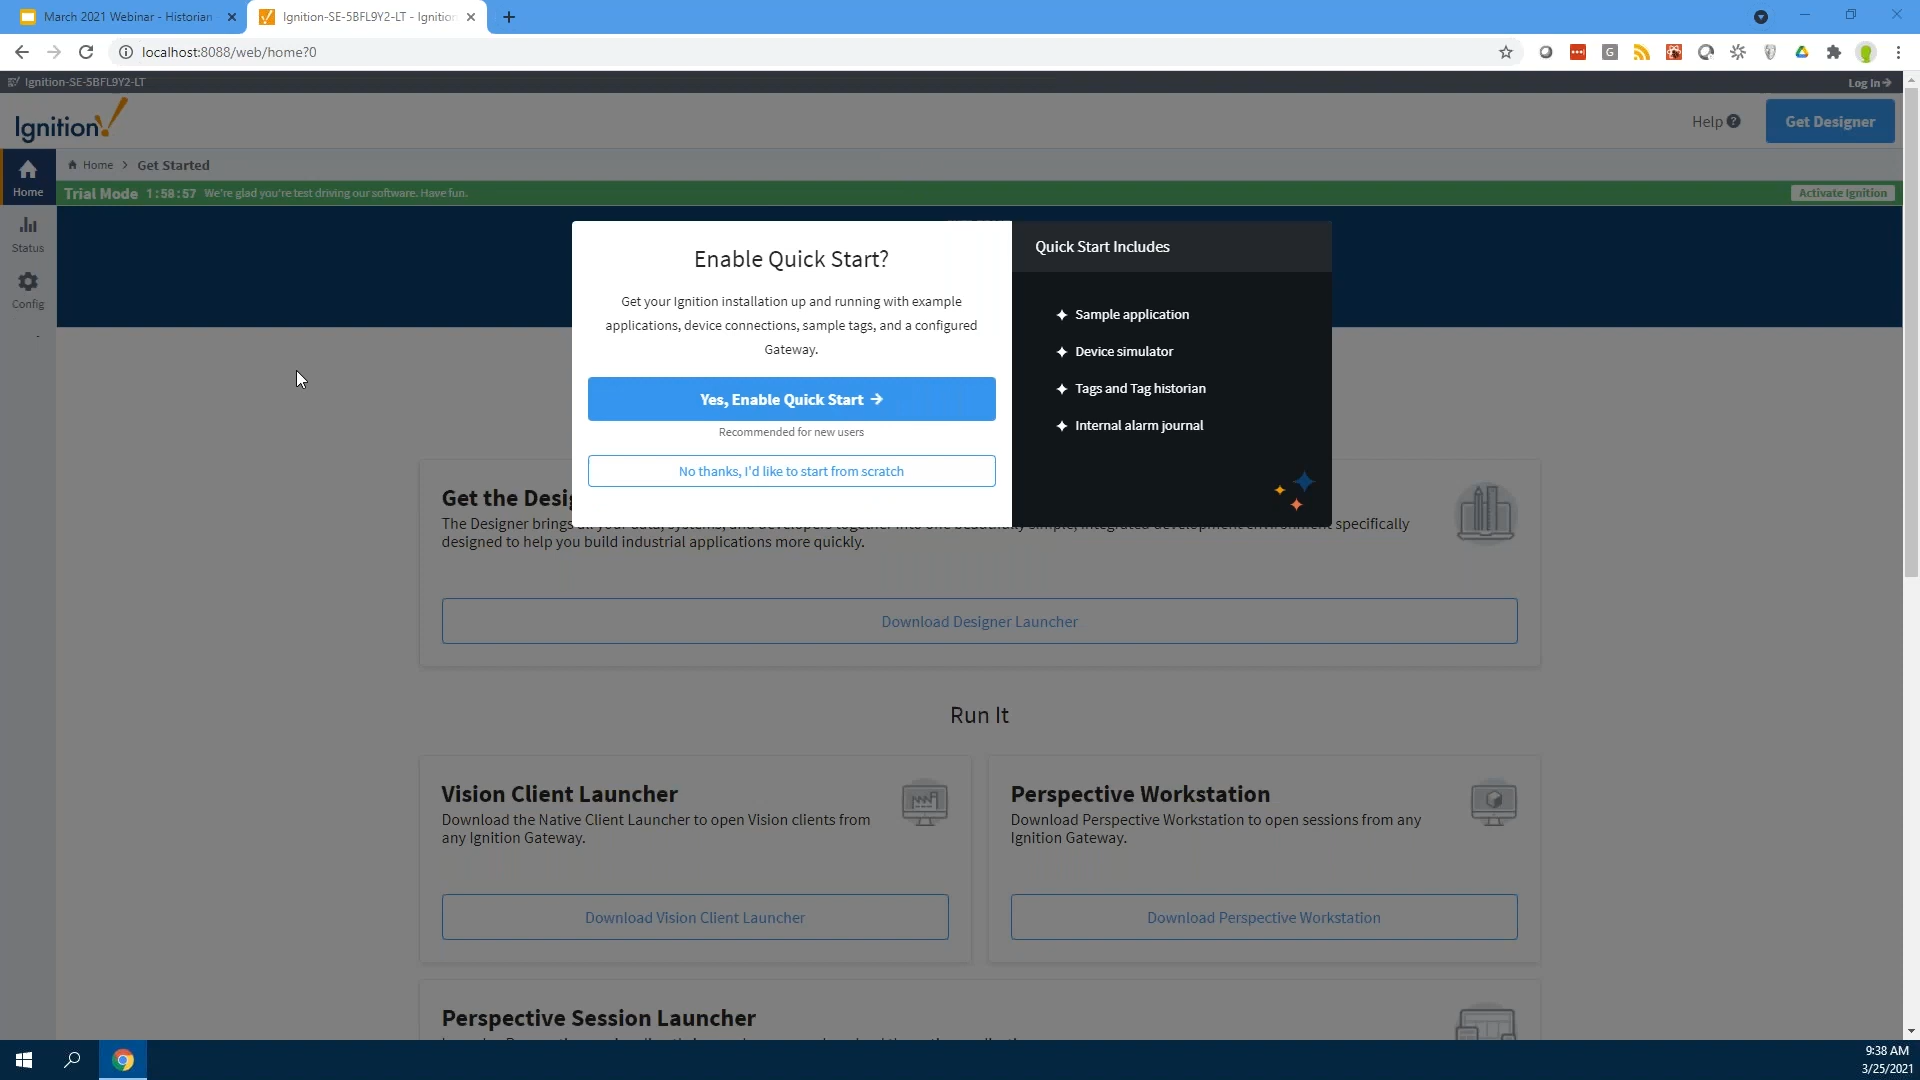 March 2021 Webinar - Historian
Ignition-SE-5BFL9Y2-LT - Ignition
localhost:8088/web/home?0
Ignition-SE-5BFL9Y2-LT
Log In
Ignition!
Help
Get Designer
Home
Home > Get Started
Trial Mode 1:58:57 We're glad you're test driving our software. Have fun.
Activate Ignition
Status
Config
Enable Quick Start?
Get your Ignition installation up and running with example
applications, device connections, sample tags, and a configured
Gateway.
Yes, Enable Quick Start →
Recommended for new users
No thanks, I'd like to start from scratch
Quick Start Includes
Sample application
Device simulator
Tags and Tag historian
Internal alarm journal
Get the Desi
The Designer brings specifically
designed to help you build industrial applications more quickly.
Download Designer Launcher
Run It
Vision Client Launcher
Download the Native Client Launcher to open Vision clients from
any Ignition Gateway.
Download Vision Client Launcher
Perspective Workstation
Download Perspective Workstation to open sessions from any
Ignition Gateway.
Download Perspective Workstation
Perspective Session Launcher
9:38 AM
3/25/2021